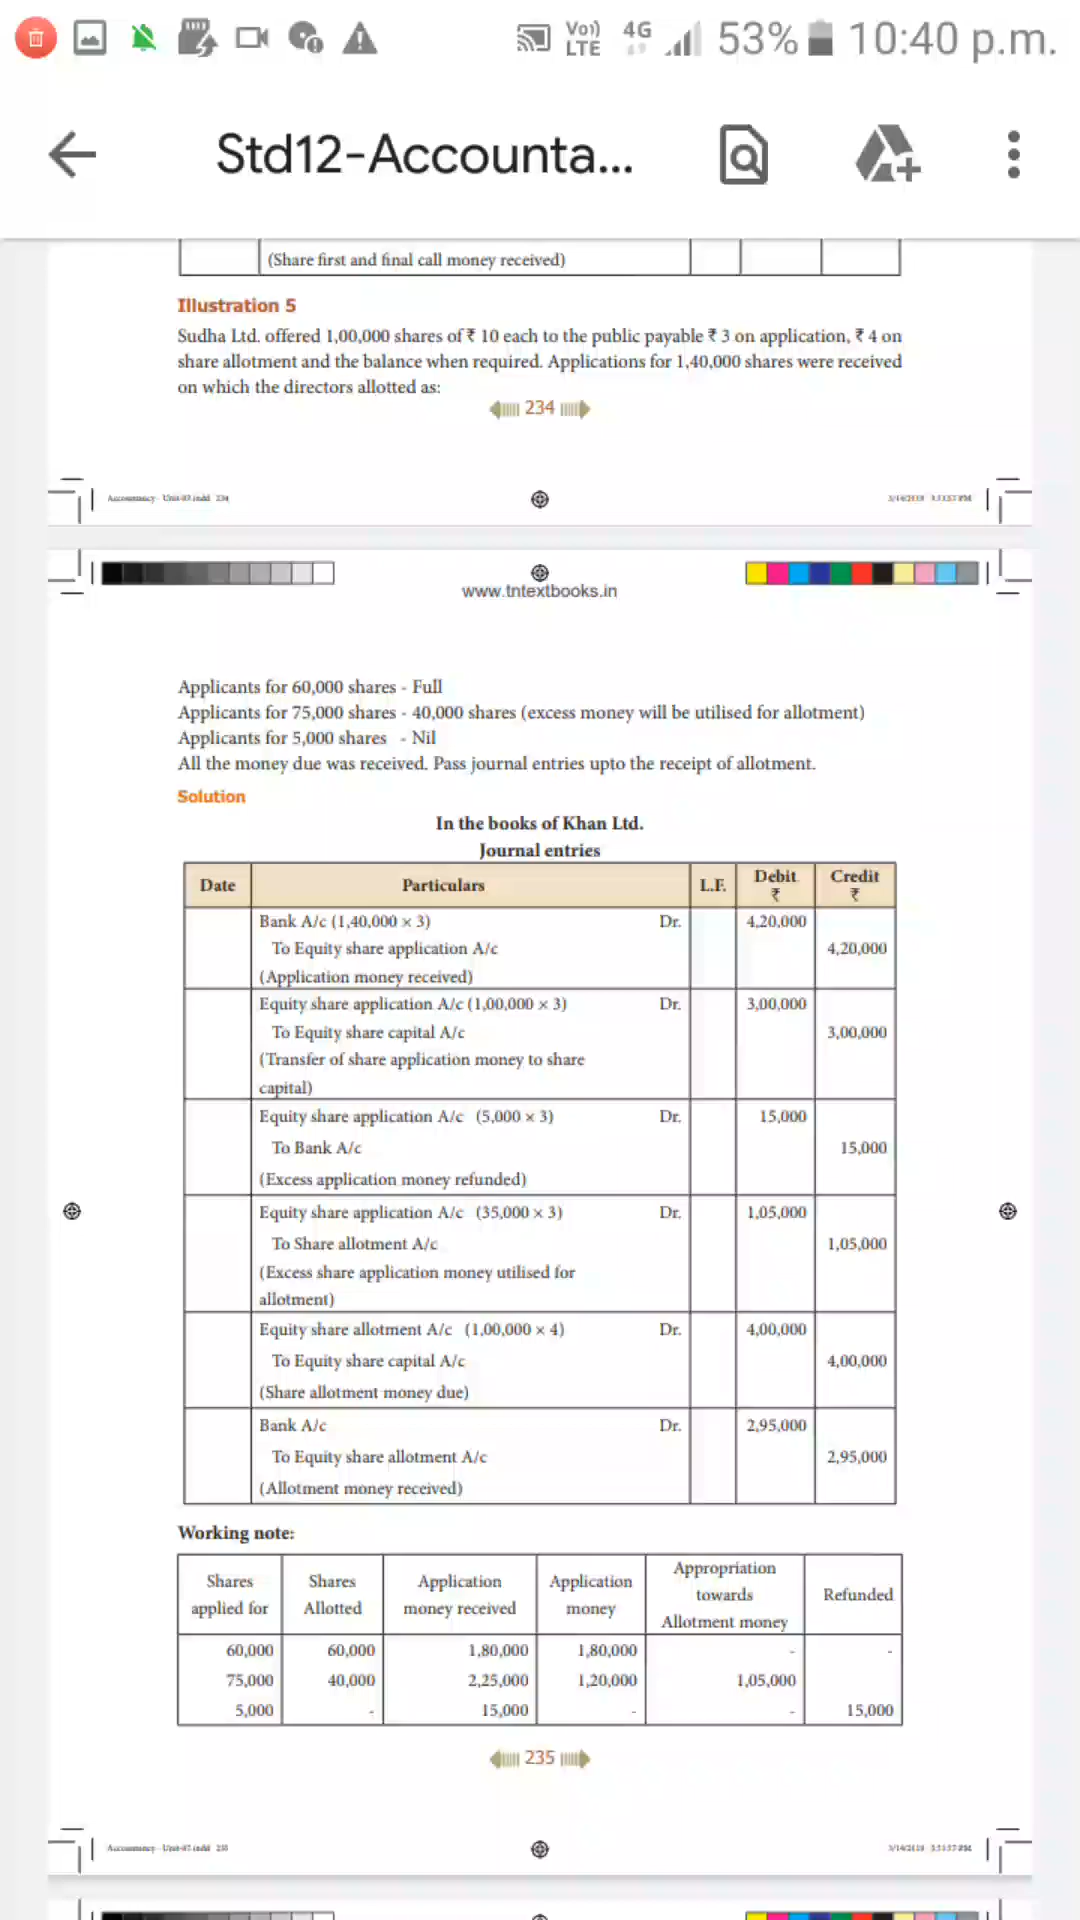 Vo))
LTE
4G
53%
10:40 p.m.
Std12-Accounta...
(Share first and final call money received)
Illustration 5
Sudha Ltd. offered 1,00,000 shares of ₹ 10 each to the public payable ₹ 3 on application, ₹ 4 on
share allotment and the balance when required. Applications for 1,40,000 shares were received
on which the directors allotted as:
234
www.tntextbooks.in
Applicants for 60,000 shares - Full
Applicants for 75,000 shares - 40,000 shares (excess money will be utilised for allotment)
Applicants for 5,000 shares - Nil
All the money due was received. Pass journal entries upto the receipt of allotment.
Solution
In the books of Khan Ltd.
Journal entries
Date Particulars L.F. Debit ₹ Credit ₹
Bank A/c (1,40,000 × 3) Dr. 4,20,000
To Equity share application A/c 4,20,000
(Application money received)
Equity share application A/c (1,00,000 × 3) Dr. 3,00,000
To Equity share capital A/c 3,00,000
(Transfer of share application money to share
capital)
Equity share application A/c (5,000 × 3) Dr. 15,000
To Bank A/c 15,000
(Excess application money refunded)
Equity share application A/c (35,000 × 3) Dr. 1,05,000
To Share allotment A/c 1,05,000
(Excess share application money utilised for
allotment)
Equity share allotment A/c (1,00,000 × 4) Dr. 4,00,000
To Equity share capital A/c 4,00,000
(Share allotment money due)
Bank A/c Dr. 2,95,000
To Equity share allotment A/c 2,95,000
(Allotment money received)
Working note:
Shares applied for Shares Allotted Application money received Application money Appropriation towards Allotment money Refunded
60,000 60,000 1,80,000 1,80,000 - -
75,000 40,000 2,25,000 1,20,000 1,05,000
5,000 - 15,000 - - 15,000
235